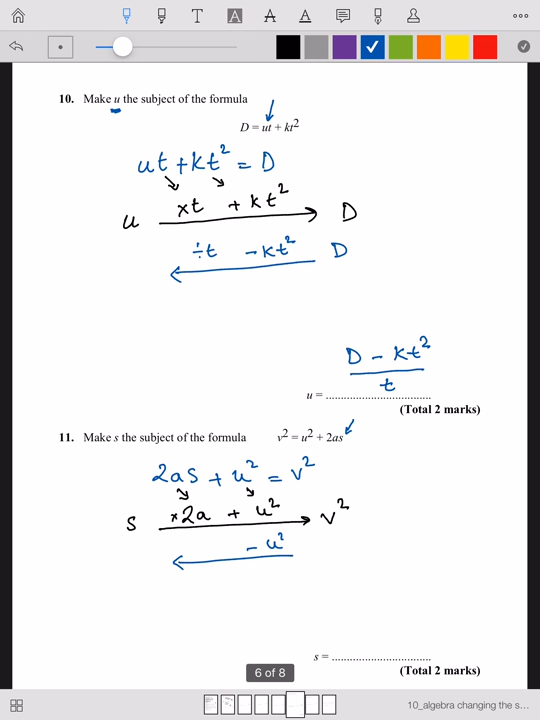 T A A A
10. Make u the subject of the formula
D = ut + kt²
ut + kt² = D
u ×t + kt² D
÷t − kt² D
D − kt²
t
u = ..................................
(Total 2 marks)
11. Make s the subject of the formula v² = u² + 2as
2as + u² = v²
s ×2a + u² v²
− u²
s = ................................
(Total 2 marks)
6 of 8
10_algebra changing the s...